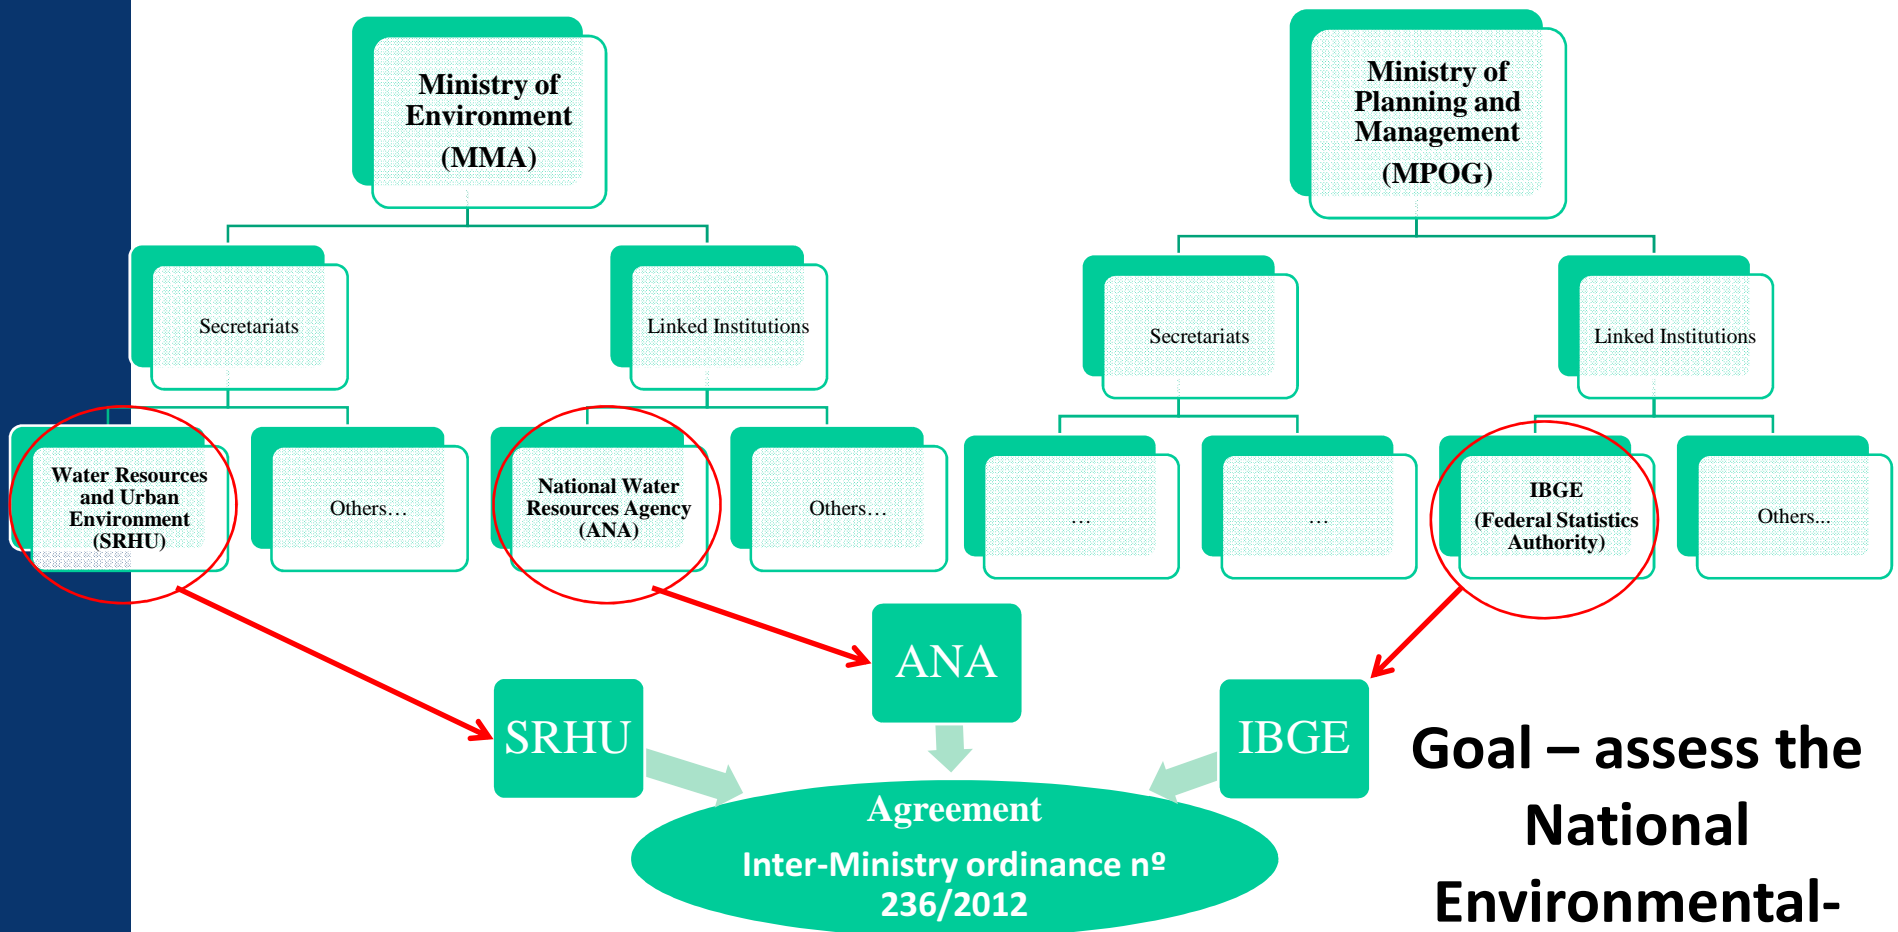 Ministry of
Environment
(MMA)
Ministry of
Planning and
Management
(MPOG)
Secretariats
Linked Institutions
Secretariats
Linked Institutions
Water Resources
and Urban
Environment
(SRHU)
Others…
National Water
Resources Agency
(ANA)
Others…
…
…
IBGE
(Federal Statistics
Authority)
Others...
SRHU
ANA
IBGE
Agreement
Inter-Ministry ordinance nº
236/2012
Goal – assess the
National
Environmental-